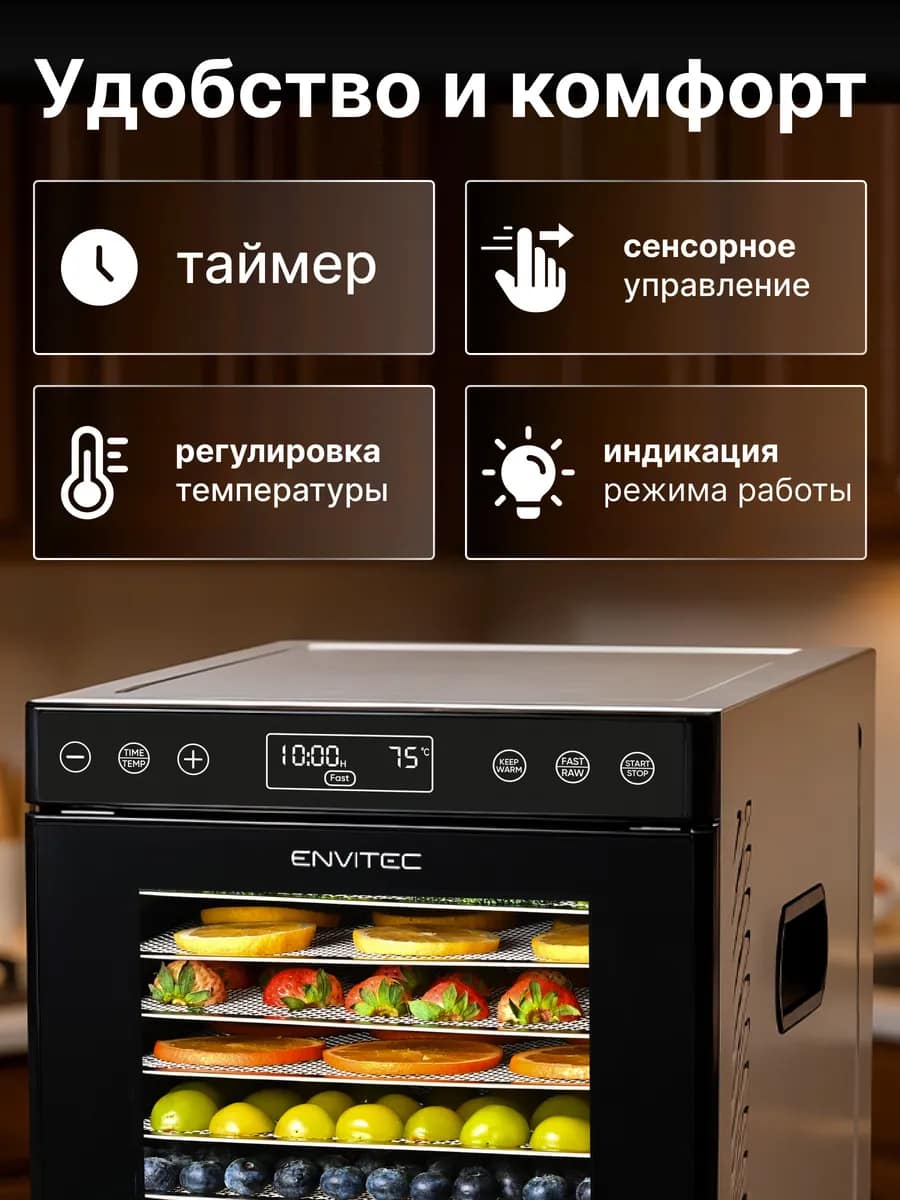 Удобство и комфорт
таймер
сенсорное
управление
регулировка
температуры
индикация
режима работы
−
TIME
TEMP
+
10:00H
75°C
Fast
KEEP
WARM
FAST
RAW
START
STOP
ENVITEC